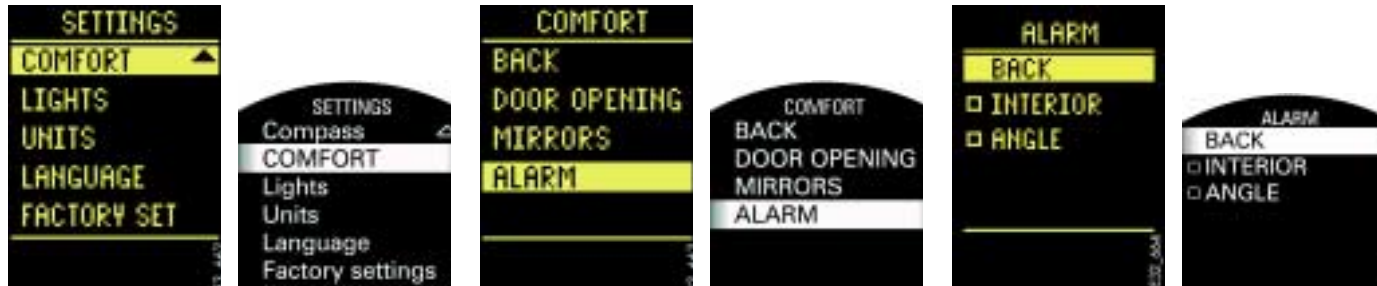 SETTINGS
COMFORT
LIGHTS
UNITS
LANGUAGE
FACTORY SET
SETTINGS
Compass
COMFORT
Lights
Units
Language
Factory settings
COMFORT
BACK
DOOR OPENING
MIRRORS
ALARM
COMFORT
BACK
DOOR OPENING
MIRRORS
ALARM
ALARM
BACK
INTERIOR
ANGLE
ALARM
BACK
INTERIOR
ANGLE